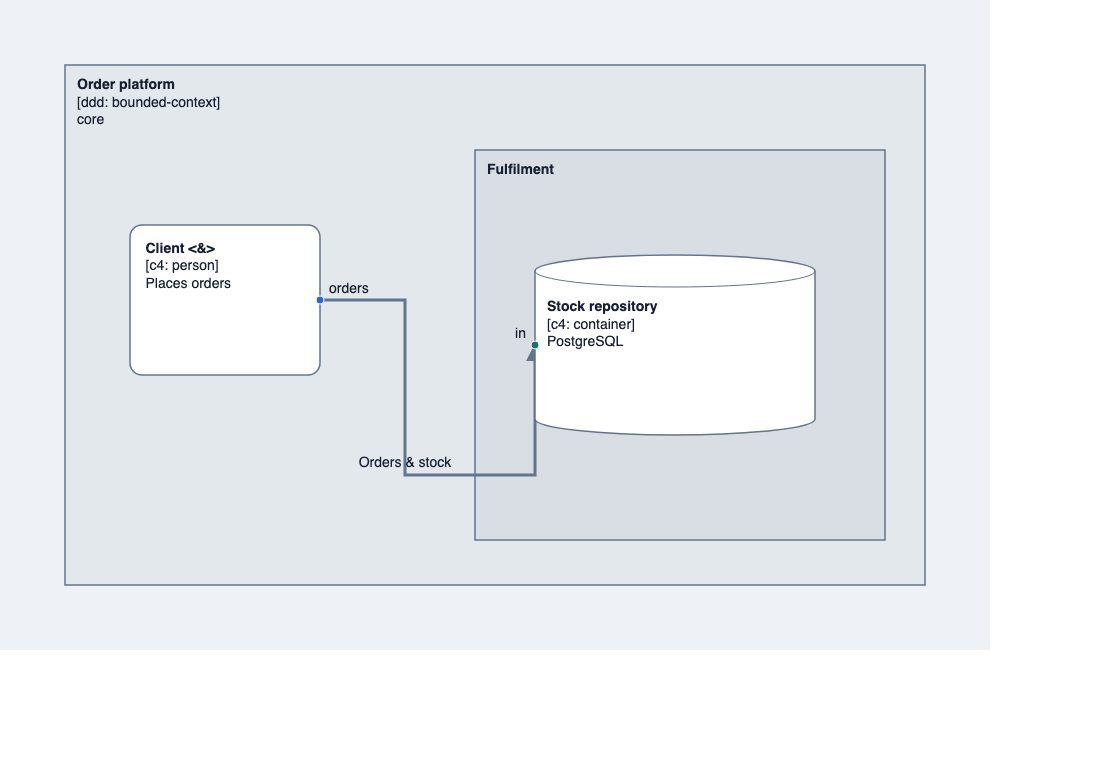 Order platform
[ddd: bounded-context]
core
Fulfilment
Client <&>
[c4: person]
Places orders
orders
Stock repository
[c4: container]
PostgreSQL
in
Orders & stock